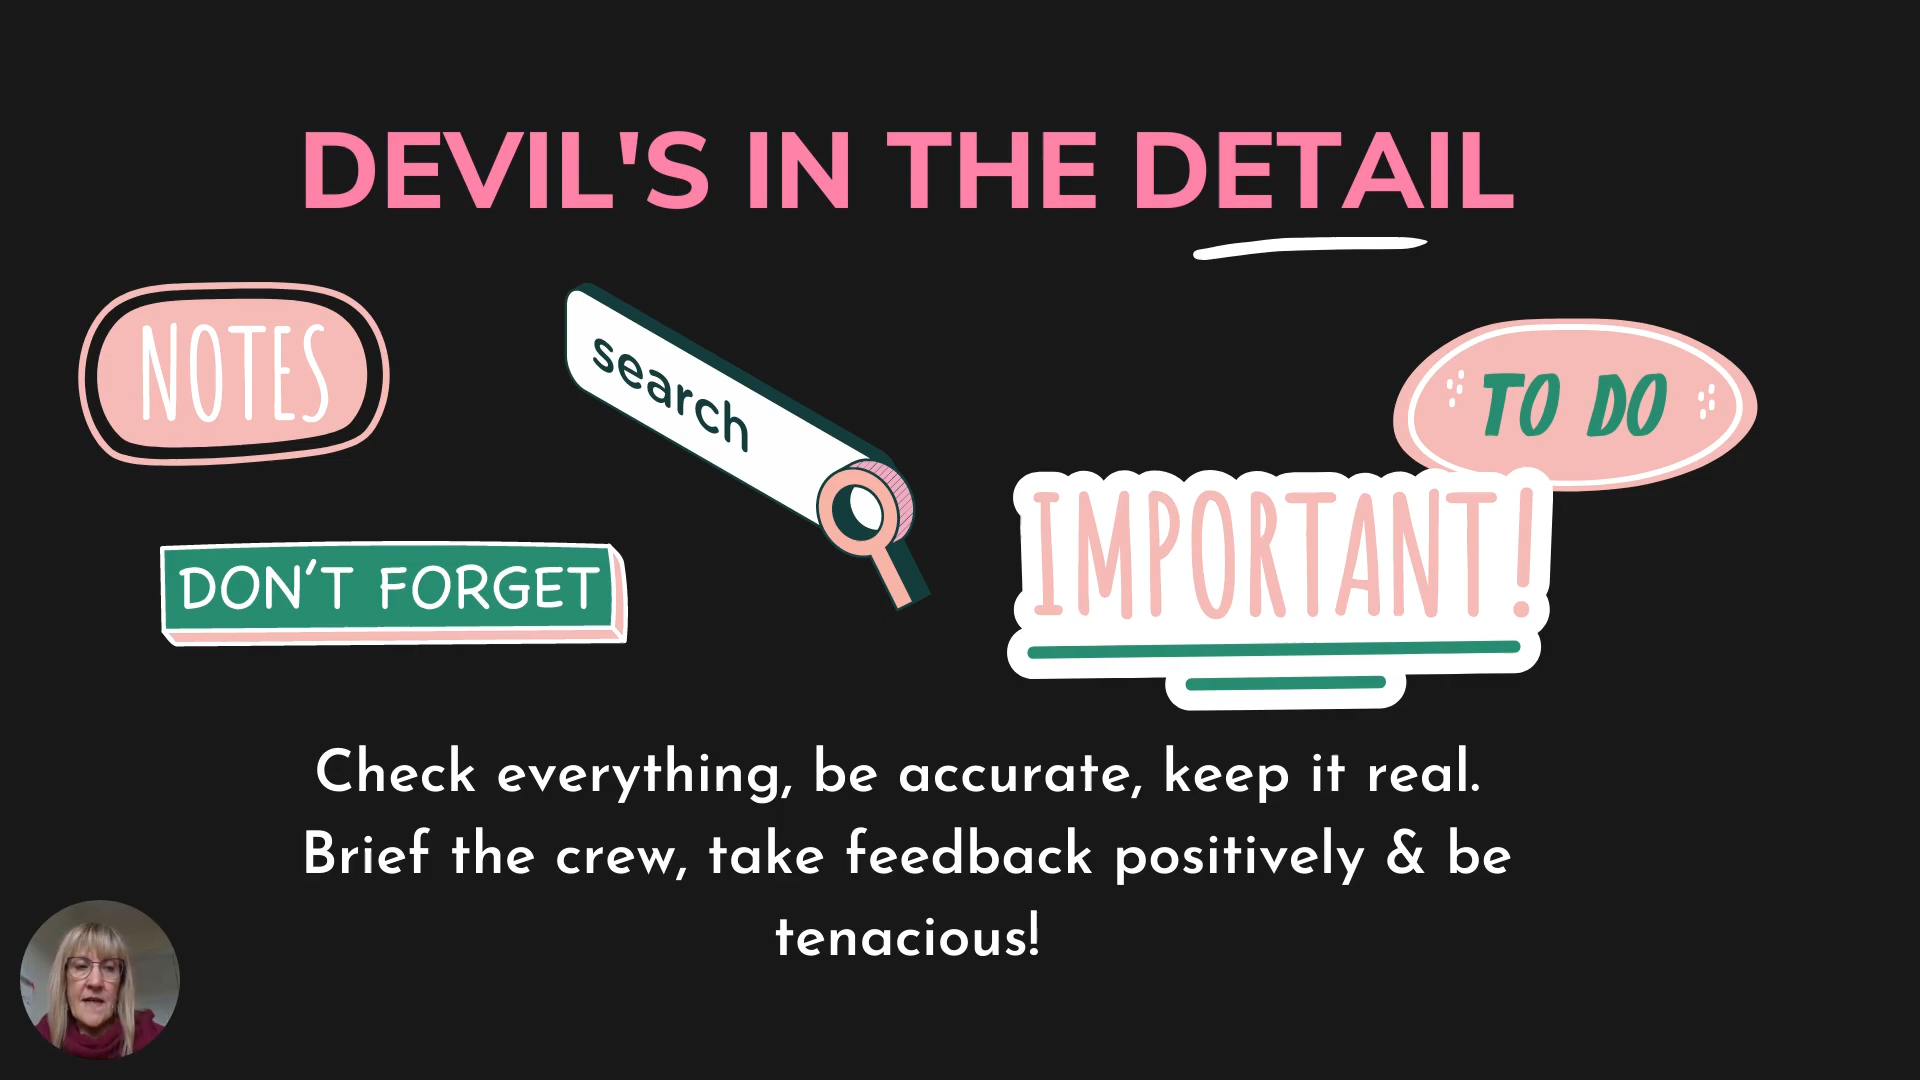 DEVIL'S IN THE DETAIL
NOTES
search
TO DO
IMPORTANT!
DON'T FORGET
Check everything, be accurate, keep it real.
Brief the crew, take feedback positively & be
tenacious!